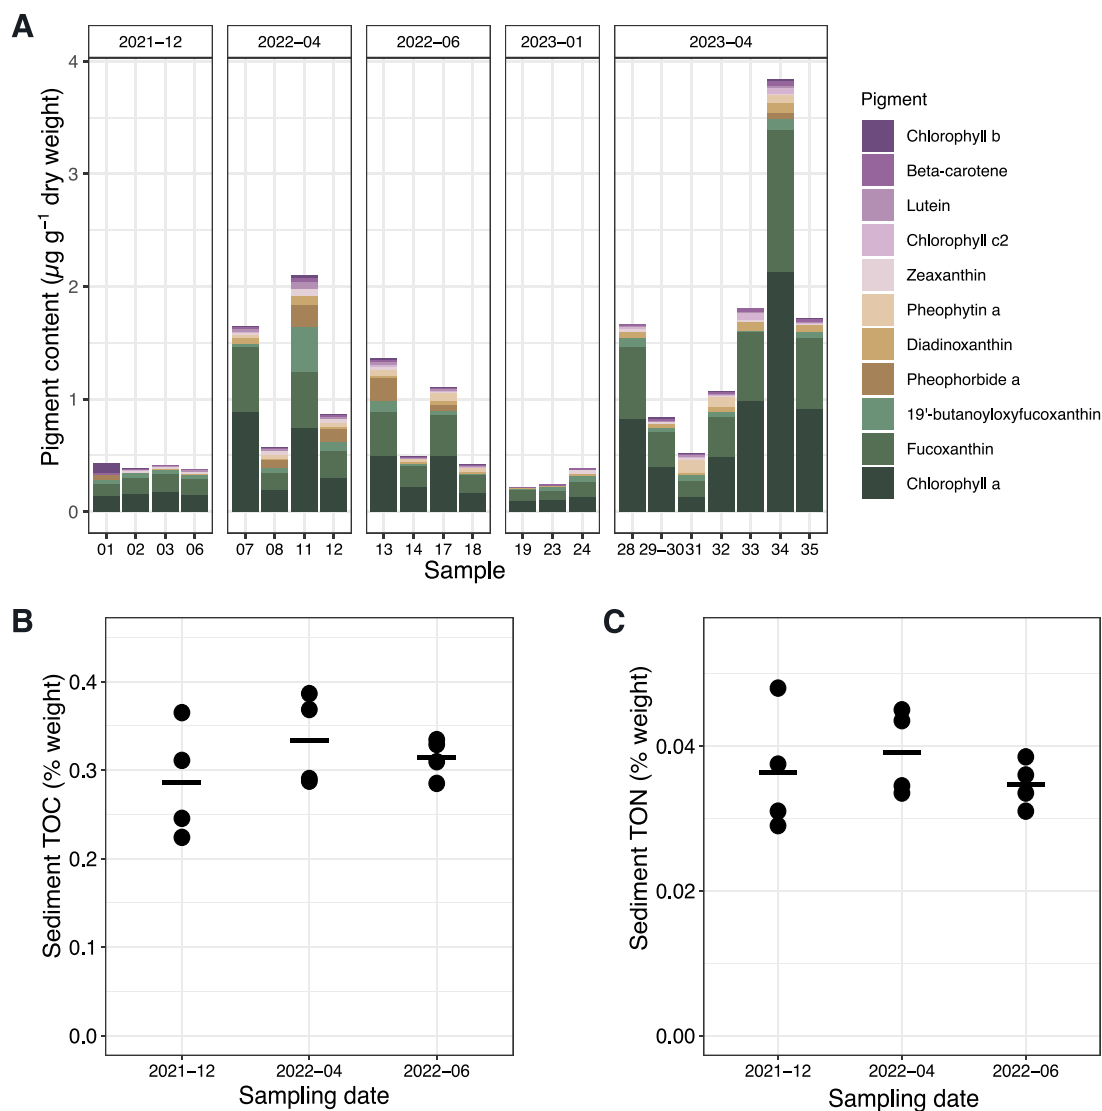 A
2021–12 2022–04 2022–06 2023–01 2023–04
Pigment content (µg g⁻¹ dry weight)
4
3
2
1
0
01 02 03 06 07 08 11 12 13 14 17 18 19 23 24 28 29–30 31 32 33 34 35
Sample
Pigment
Chlorophyll b
Beta-carotene
Lutein
Chlorophyll c2
Zeaxanthin
Pheophytin a
Diadinoxanthin
Pheophorbide a
19'-butanoyloxyfucoxanthin
Fucoxanthin
Chlorophyll a
B
Sediment TOC (% weight)
0.4
0.3
0.2
0.1
0.0
2021–12 2022–04 2022–06
Sampling date
C
Sediment TON (% weight)
0.04
0.02
0.00
2021–12 2022–04 2022–06
Sampling date